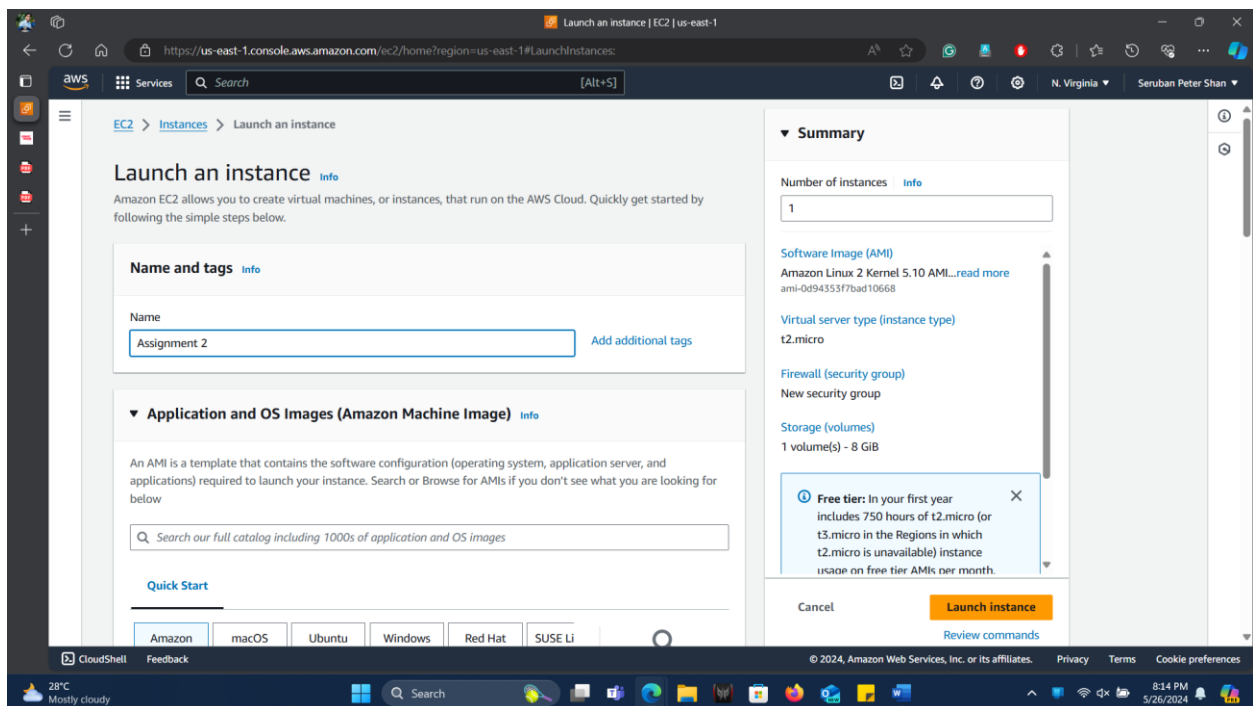 Launch an instance | EC2 | us-east-1
https://us-east-1.console.aws.amazon.com/ec2/home?region=us-east-1#LaunchInstances:
aws
Services
Search
[Alt+S]
N. Virginia
Seruban Peter Shan
EC2 > Instances > Launch an instance
Launch an instance Info
Amazon EC2 allows you to create virtual machines, or instances, that run on the AWS Cloud. Quickly get started by
following the simple steps below.
Name and tags Info
Name
Assignment 2
Add additional tags
Application and OS Images (Amazon Machine Image) Info
An AMI is a template that contains the software configuration (operating system, application server, and
applications) required to launch your instance. Search or Browse for AMIs if you don't see what you are looking for
below
Search our full catalog including 1000s of application and OS images
Quick Start
Amazon
macOS
Ubuntu
Windows
Red Hat
SUSE Li
Summary
Number of instances Info
1
Software Image (AMI)
Amazon Linux 2 Kernel 5.10 AMI...read more
ami-0d94353f7bad10668
Virtual server type (instance type)
t2.micro
Firewall (security group)
New security group
Storage (volumes)
1 volume(s) - 8 GiB
Free tier: In your first year
includes 750 hours of t2.micro (or
t3.micro in the Regions in which
t2.micro is unavailable) instance
usage on free tier AMIs per month.
Cancel
Launch instance
Review commands
CloudShell
Feedback
© 2024, Amazon Web Services, Inc. or its affiliates.
Privacy
Terms
Cookie preferences
28°C
Mostly cloudy
Search
8:14 PM
5/26/2024